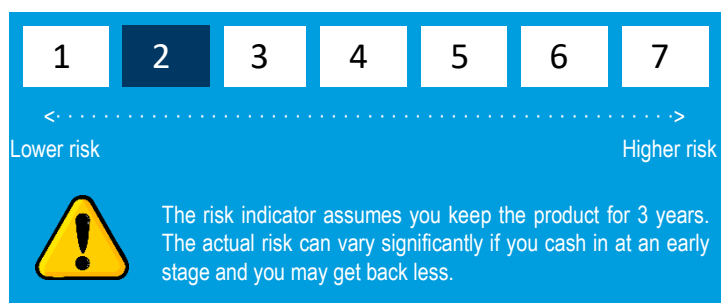 1 2 3 4 5 6 7
Lower risk Higher risk
The risk indicator assumes you keep the product for 3 years.
The actual risk can vary significantly if you cash in at an early
stage and you may get back less.